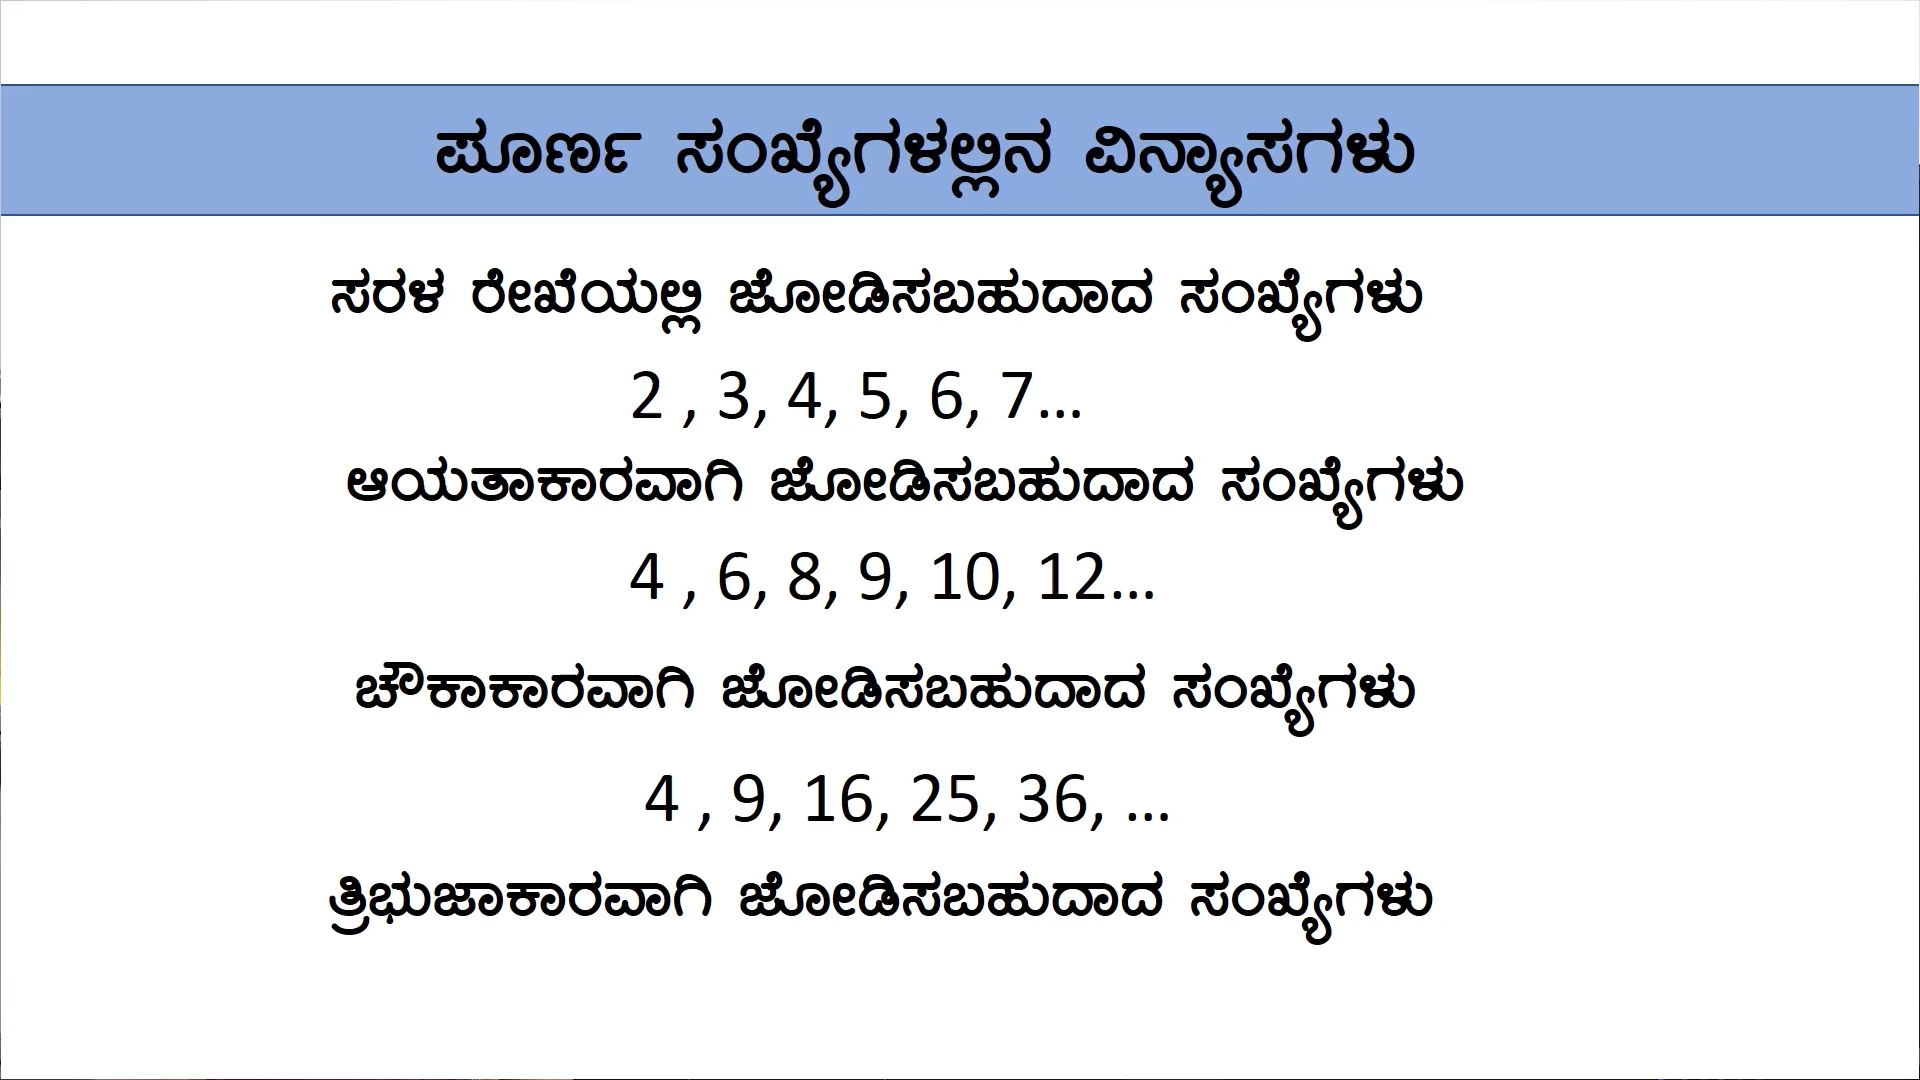 ಪೂರ್ಣ ಸಂಖ್ಯೆಗಳಲ್ಲಿನ ವಿನ್ಯಾಸಗಳು
ಸರಳ ರೇಖೆಯಲ್ಲಿ ಜೋಡಿಸಬಹುದಾದ ಸಂಖ್ಯೆಗಳು
2 , 3, 4, 5, 6, 7...
ಆಯತಾಕಾರವಾಗಿ ಜೋಡಿಸಬಹುದಾದ ಸಂಖ್ಯೆಗಳು
4 , 6, 8, 9, 10, 12...
ಚೌಕಾಕಾರವಾಗಿ ಜೋಡಿಸಬಹುದಾದ ಸಂಖ್ಯೆಗಳು
4 , 9, 16, 25, 36, ...
ತ್ರಿಭುಜಾಕಾರವಾಗಿ ಜೋಡಿಸಬಹುದಾದ ಸಂಖ್ಯೆಗಳು